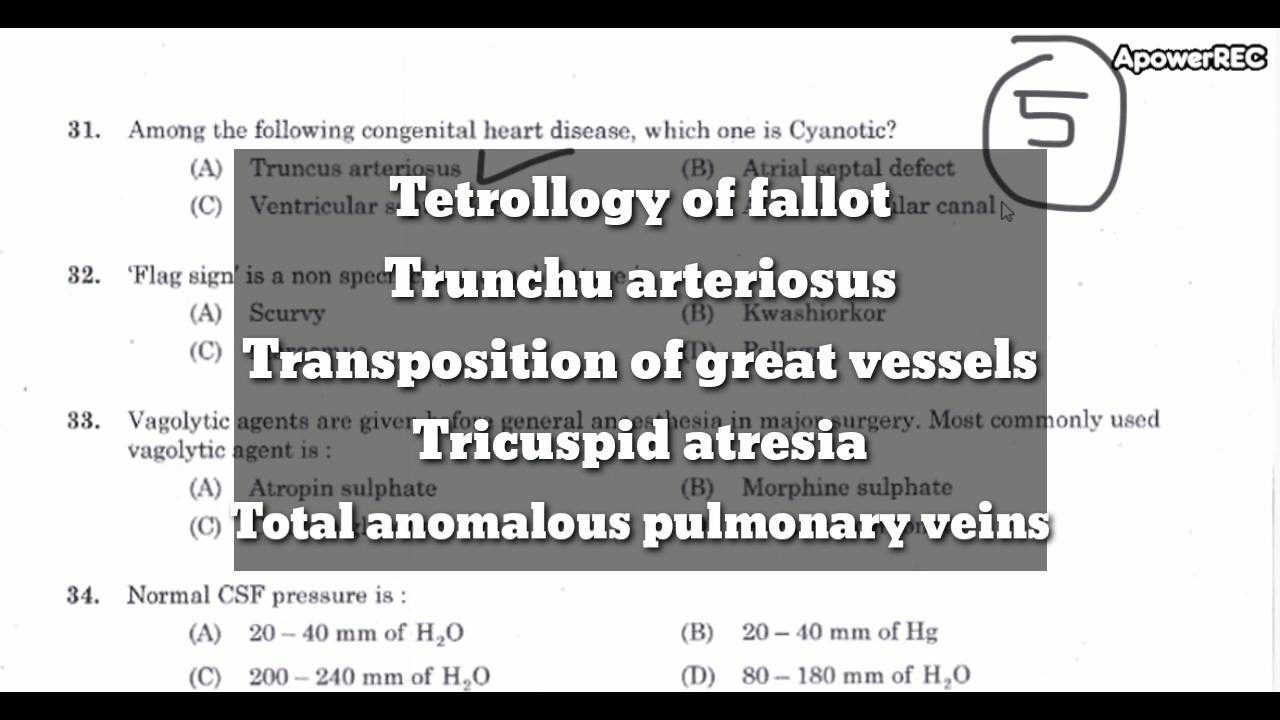 ApowerREC
5
31. Among the following congenital heart disease, which one is Cyanotic?
(A) Truncus arteriosus (B) Atrial septal defect
(C) Ventricular canal
Tetrollogy of fallot
Trunchu arteriosus
Transposition of great vessels
Tricuspid atresia
Total anomalous pulmonary veins
32. 'Flag sign' is a non
(A) Scurvy (B) Kwashiorkor
(C) (D)
33. Vagolytic agents are given before general anesthesia in major surgery. Most commonly used
vagolytic agent is :
(A) Atropin sulphate (B) Morphine sulphate
(C)
34. Normal CSF pressure is :
(A) 20 – 40 mm of H₂O (B) 20 – 40 mm of Hg
(C) 200 – 240 mm of H₂O (D) 80 – 180 mm of H₂O